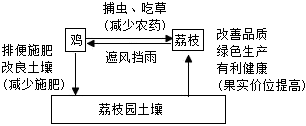 捕虫、吃草
(减少农药)
鸡
荔枝
遮风挡雨
排便施肥
改良土壤
(减少施肥)
改善品质
绿色生产
有利健康
(果实价位提高)
荔枝园土壤